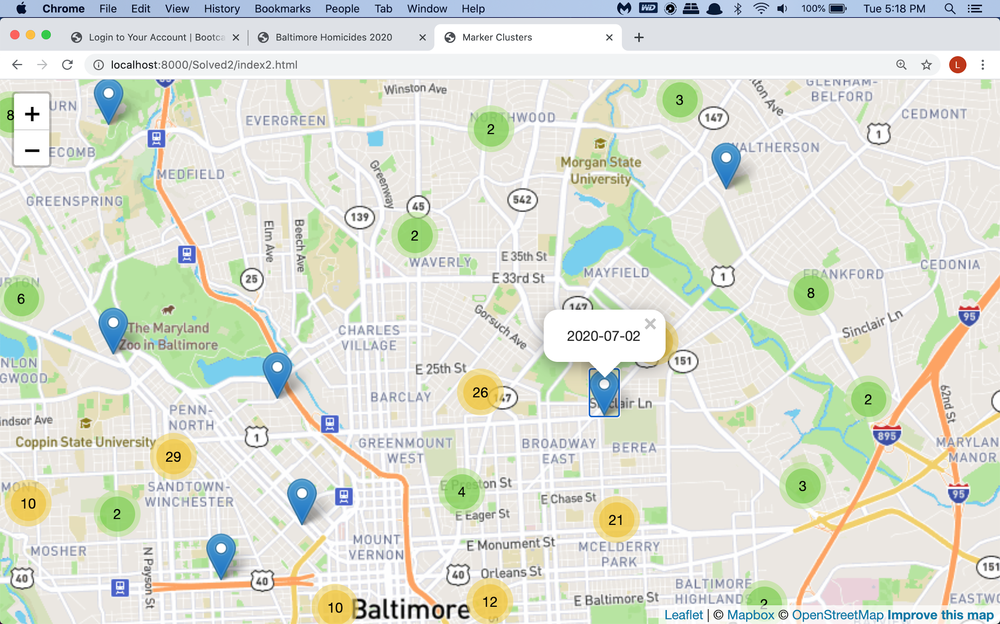 Chrome File Edit View History Bookmarks People Tab Window Help
WD 100% Tue 5:18 PM
Login to Your Account | Bootca
Baltimore Homicides 2020
Marker Clusters
localhost:8000/Solved2/index2.html
L
+
−
8
URN
Winston Ave
3
GLENHAM-
BELFORD
147
CEDMONT
EVERGREEN
NORTHWOOD
2
1
ECOMB
WALTHERSON
MEDFIELD
Morgan State
University
Greenway
GREENSPRING
542
45
139
Elm Ave
Beech Ave
2
E 35th St
WAVERLY
MAYFIELD
E 33rd St
25
1
FRANKFORD
CEDONIA
8
6
147
95
Sinclair Ln
The Maryland
Zoo in Baltimore
CHARLES
VILLAGE
Gorsuch Ave
2020-07-02
×
151
NLON
GWOOD
E 25th St
BARCLAY
26
147
Sinclair Ln
2
62nd St
PENN-
NORTH
indsor Ave
Coppin State University
1
GREENMOUNT
WEST
BROADWAY
EAST
BEREA
895
MARYLAN
MANOR
29
SANDTOWN-
WINCHESTER
MONT
10
2
E Preston St
4
E Chase St
3
95
E Eager St
21
MOSHER
N Payson St
MOUNT
VERNON
E Monument St
MCELDERRY
PARK
40
40
40
Orleans St
151
BALTIMORE
HIGHLANDS
10
Baltimore
12
E Baltimore St
2
EASTWO
Leaflet | © Mapbox © OpenStreetMap Improve this map